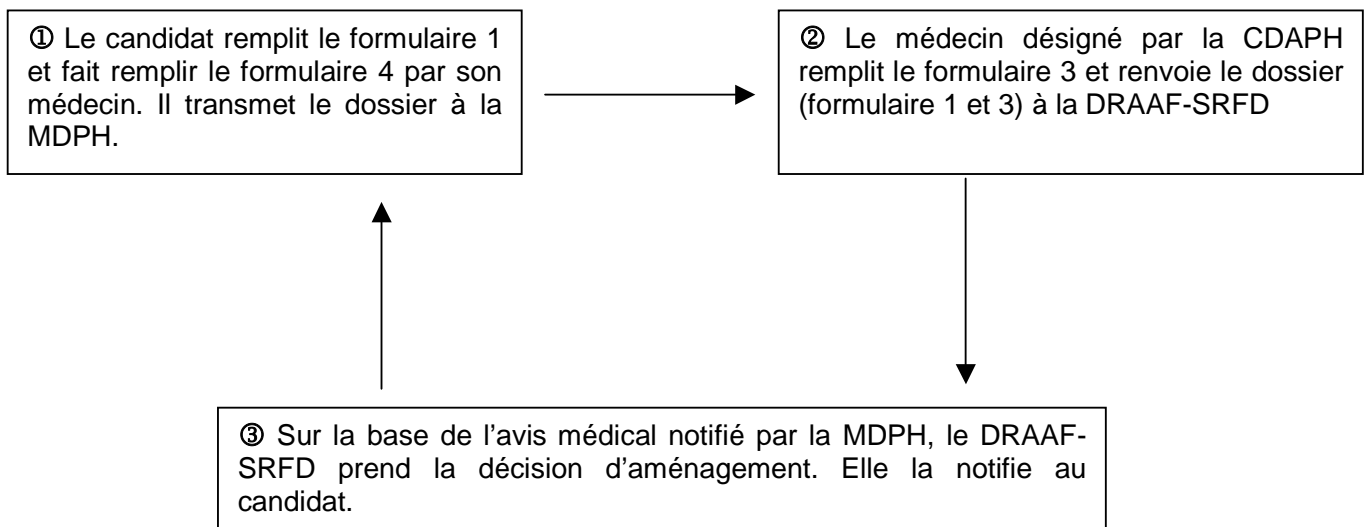 ① Le candidat remplit le formulaire 1
et fait remplir le formulaire 4 par son
médecin. Il transmet le dossier à la
MDPH.
② Le médecin désigné par la CDAPH
remplit le formulaire 3 et renvoie le dossier
(formulaire 1 et 3) à la DRAAF-SRFD
③ Sur la base de l’avis médical notifié par la MDPH, le DRAAF-
SRFD prend la décision d’aménagement. Elle la notifie au
candidat.